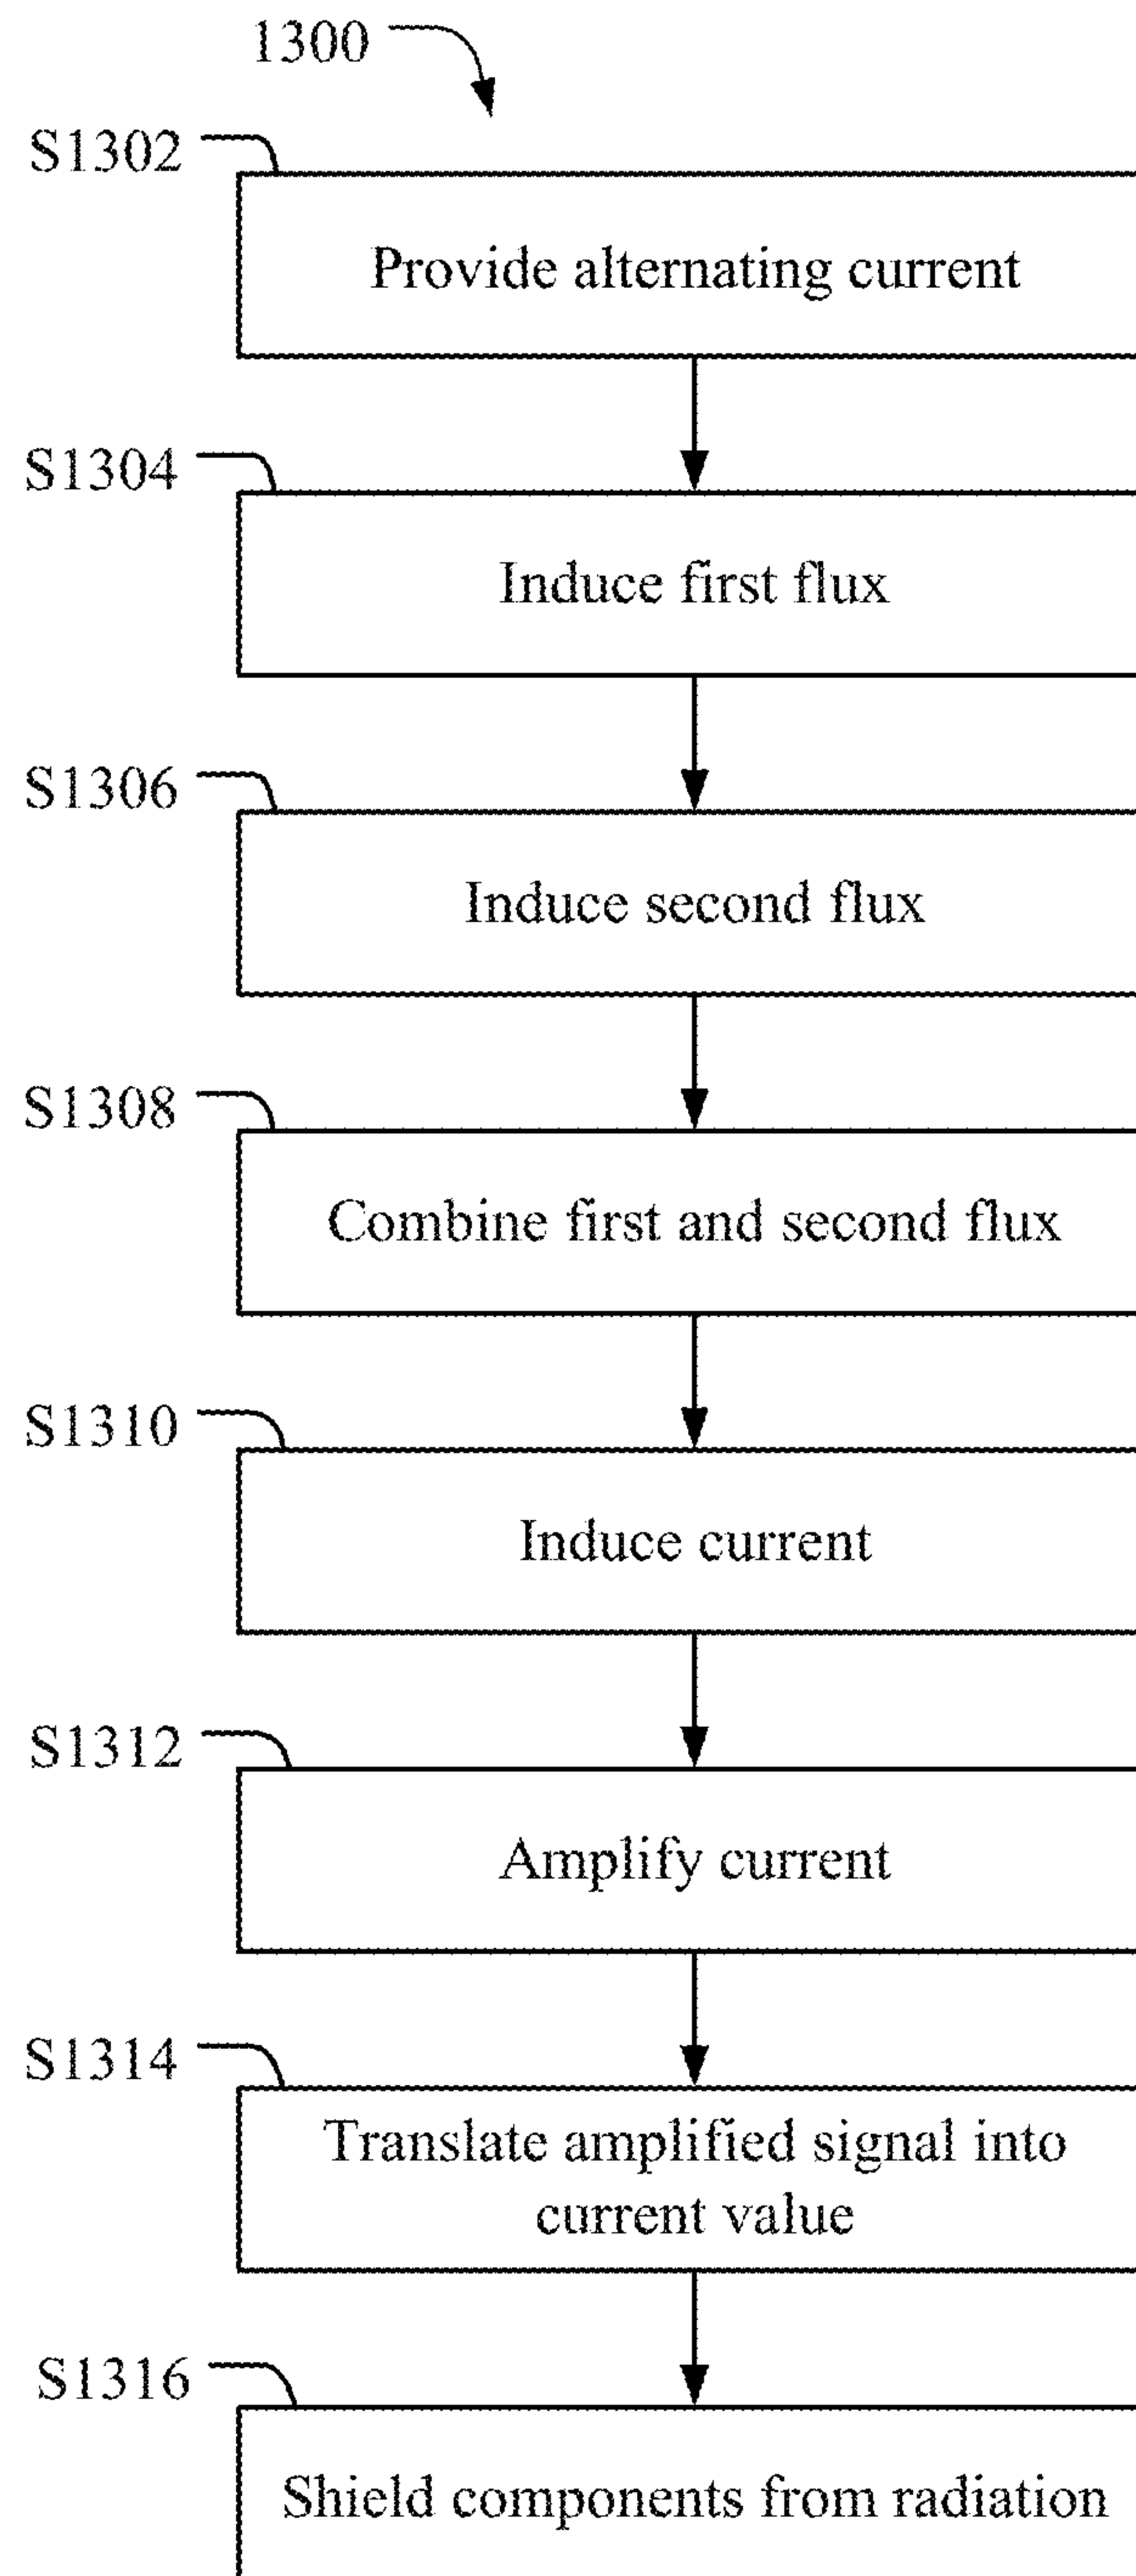 1300
S1302
Provide alternating current
S1304
Induce first flux
S1306
Induce second flux
S1308
Combine first and second flux
S1310
Induce current
S1312
Amplify current
S1314
Translate amplified signal into
current value
S1316
Shield components from radiation